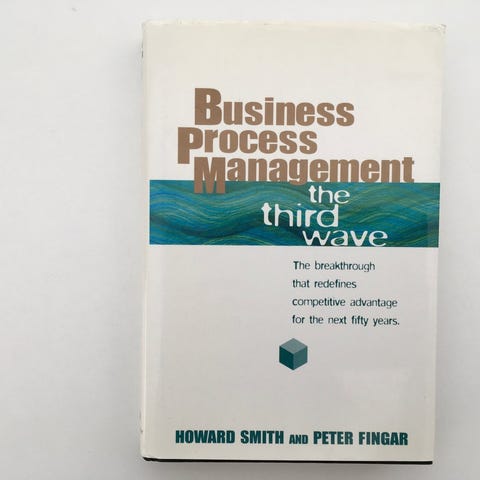 Business
Process
Management
the
third
wave
The breakthrough
that redefines
competitive advantage
for the next fifty years.
HOWARD SMITH AND PETER FINGAR